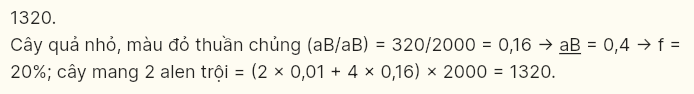 1320.
Cây quả nhỏ, màu đỏ thuần chủng (aB/aB) = 320/2000 = 0,16 → aB = 0,4 → f =
20%; cây mang 2 alen trội = (2 × 0,01 + 4 × 0,16) × 2000 = 1320.